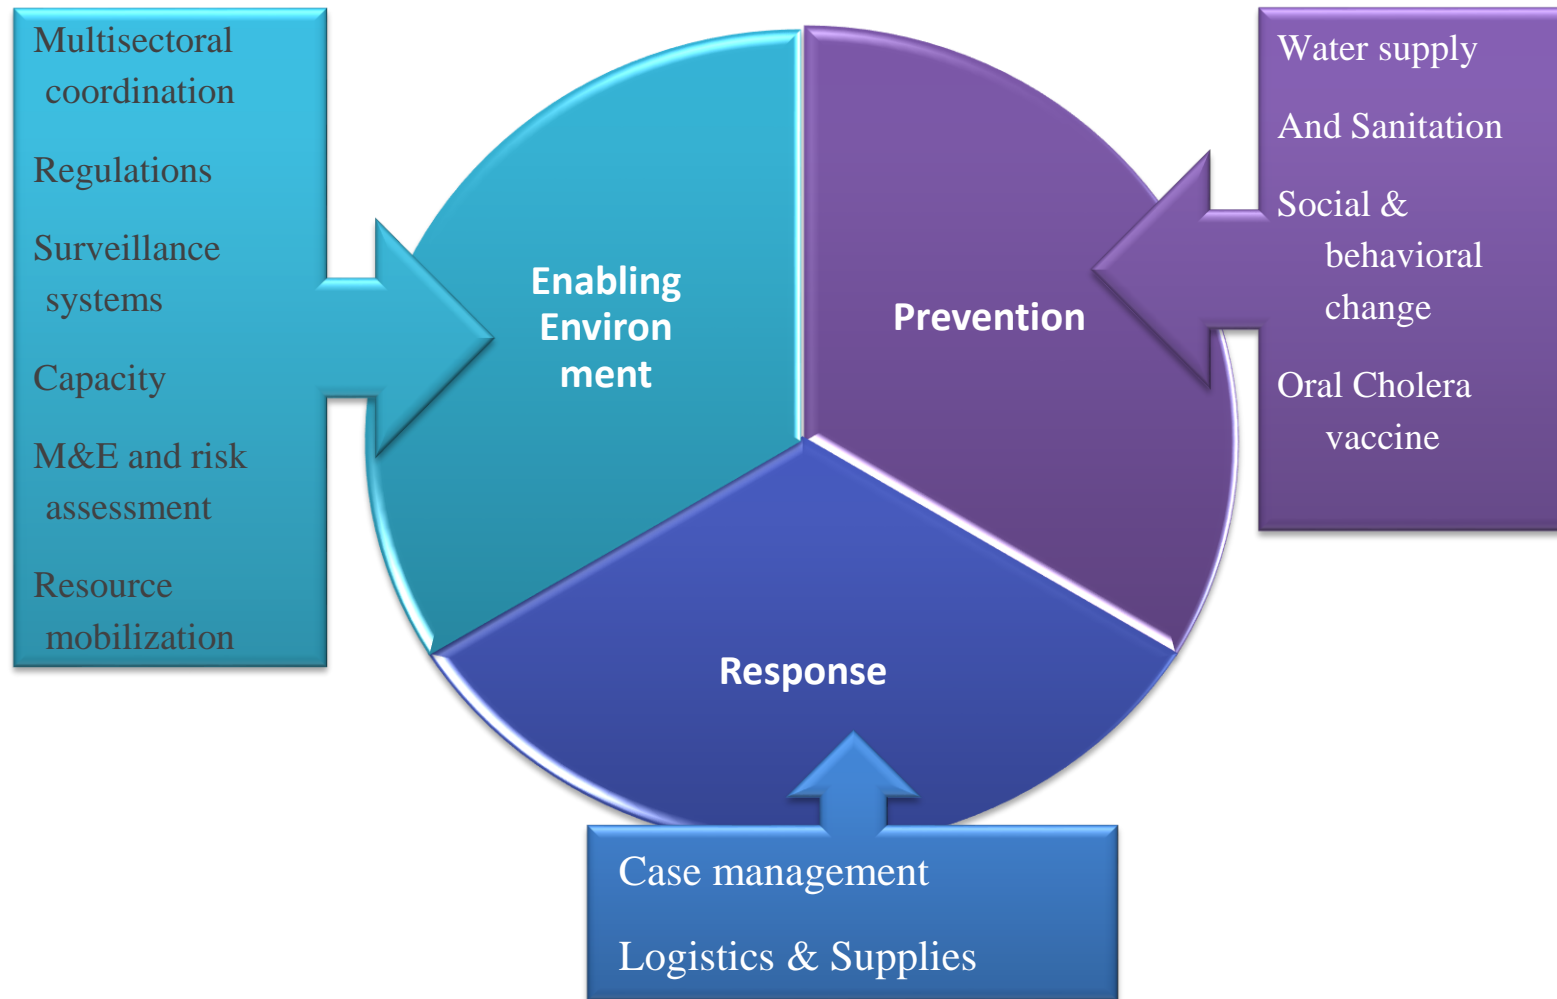 Multisectoral
coordination
Regulations
Surveillance
systems
Capacity
M&E and risk
assessment
Resource
mobilization
Enabling
Environ
ment
Prevention
Response
Water supply
And Sanitation
Social &
behavioral
change
Oral Cholera
vaccine
Case management
Logistics & Supplies